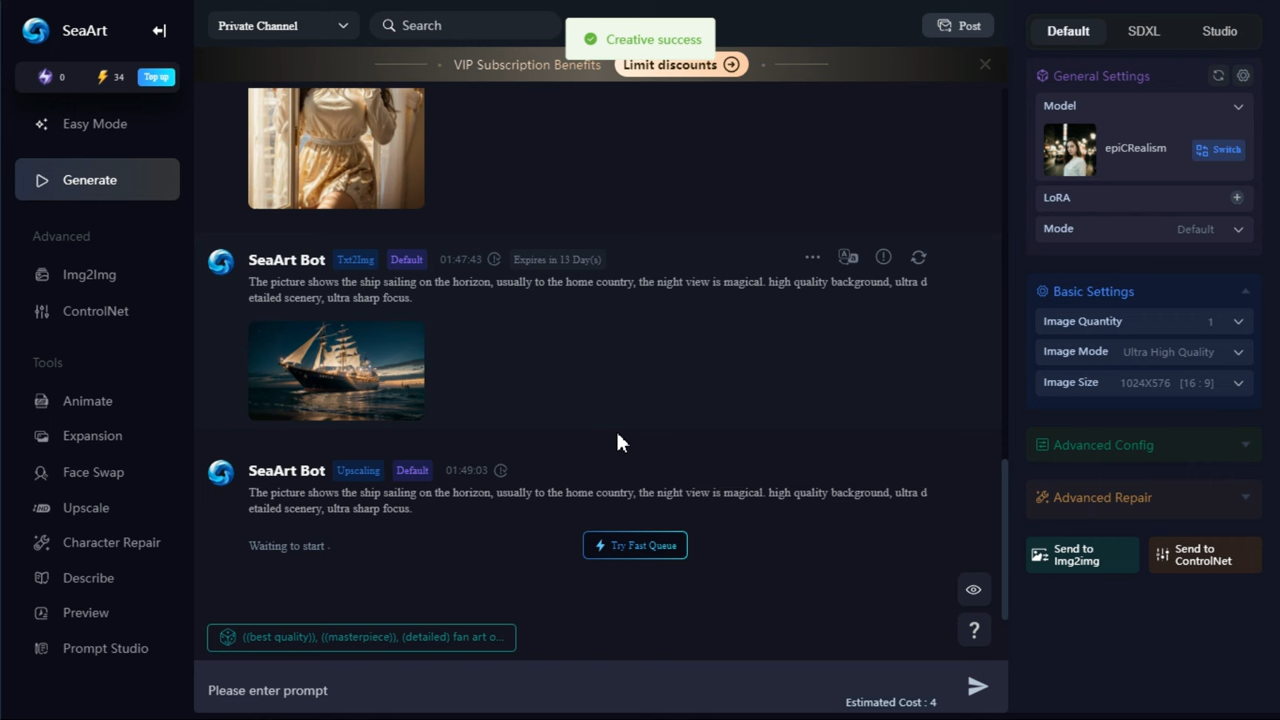 SeaArt
0
34
Top up
Easy Mode
Generate
Advanced
Img2Img
ControlNet
Tools
Animate
Expansion
Face Swap
Upscale
Character Repair
Describe
Preview
Prompt Studio
Private Channel
Search
Post
Creative success
VIP Subscription Benefits
Limit discounts
SeaArt Bot Txt2Img Default 01:47:43 Expires in 13 Day(s)
The picture shows the ship sailing on the horizon, usually to the home country, the night view is magical. high quality background, ultra d
etailed scenery, ultra sharp focus.
SeaArt Bot Upscaling Default 01:49:03
The picture shows the ship sailing on the horizon, usually to the home country, the night view is magical. high quality background, ultra d
etailed scenery, ultra sharp focus.
Waiting to start .
Try Fast Queue
?
((best quality)), ((masterpiece)), (detailed) fan art o...
Please enter prompt
Estimated Cost : 4
Default SDXL Studio
General Settings
Model
epiCRealism
Switch
LoRA
Mode Default
Basic Settings
Image Quantity 1
Image Mode Ultra High Quality
Image Size 1024X576 [16 : 9]
Advanced Config
Advanced Repair
Send to
Img2img
Send to
ControlNet